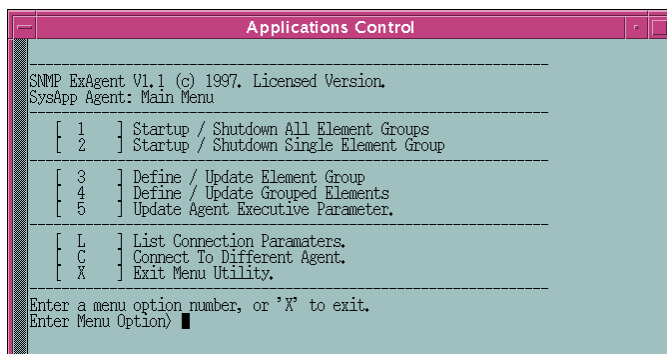 Applications Control
SNMP ExAgent V1.1 (c) 1997. Licensed Version.
SysApp Agent: Main Menu
[ 1 ] Startup / Shutdown All Element Groups
[ 2 ] Startup / Shutdown Single Element Group
[ 3 ] Define / Update Element Group
[ 4 ] Define / Update Grouped Elements
[ 5 ] Update Agent Executive Parameter.
[ L ] List Connection Paramaters.
[ C ] Connect To Different Agent.
[ X ] Exit Menu Utility.
Enter a menu option number, or 'X' to exit.
Enter Menu Option>